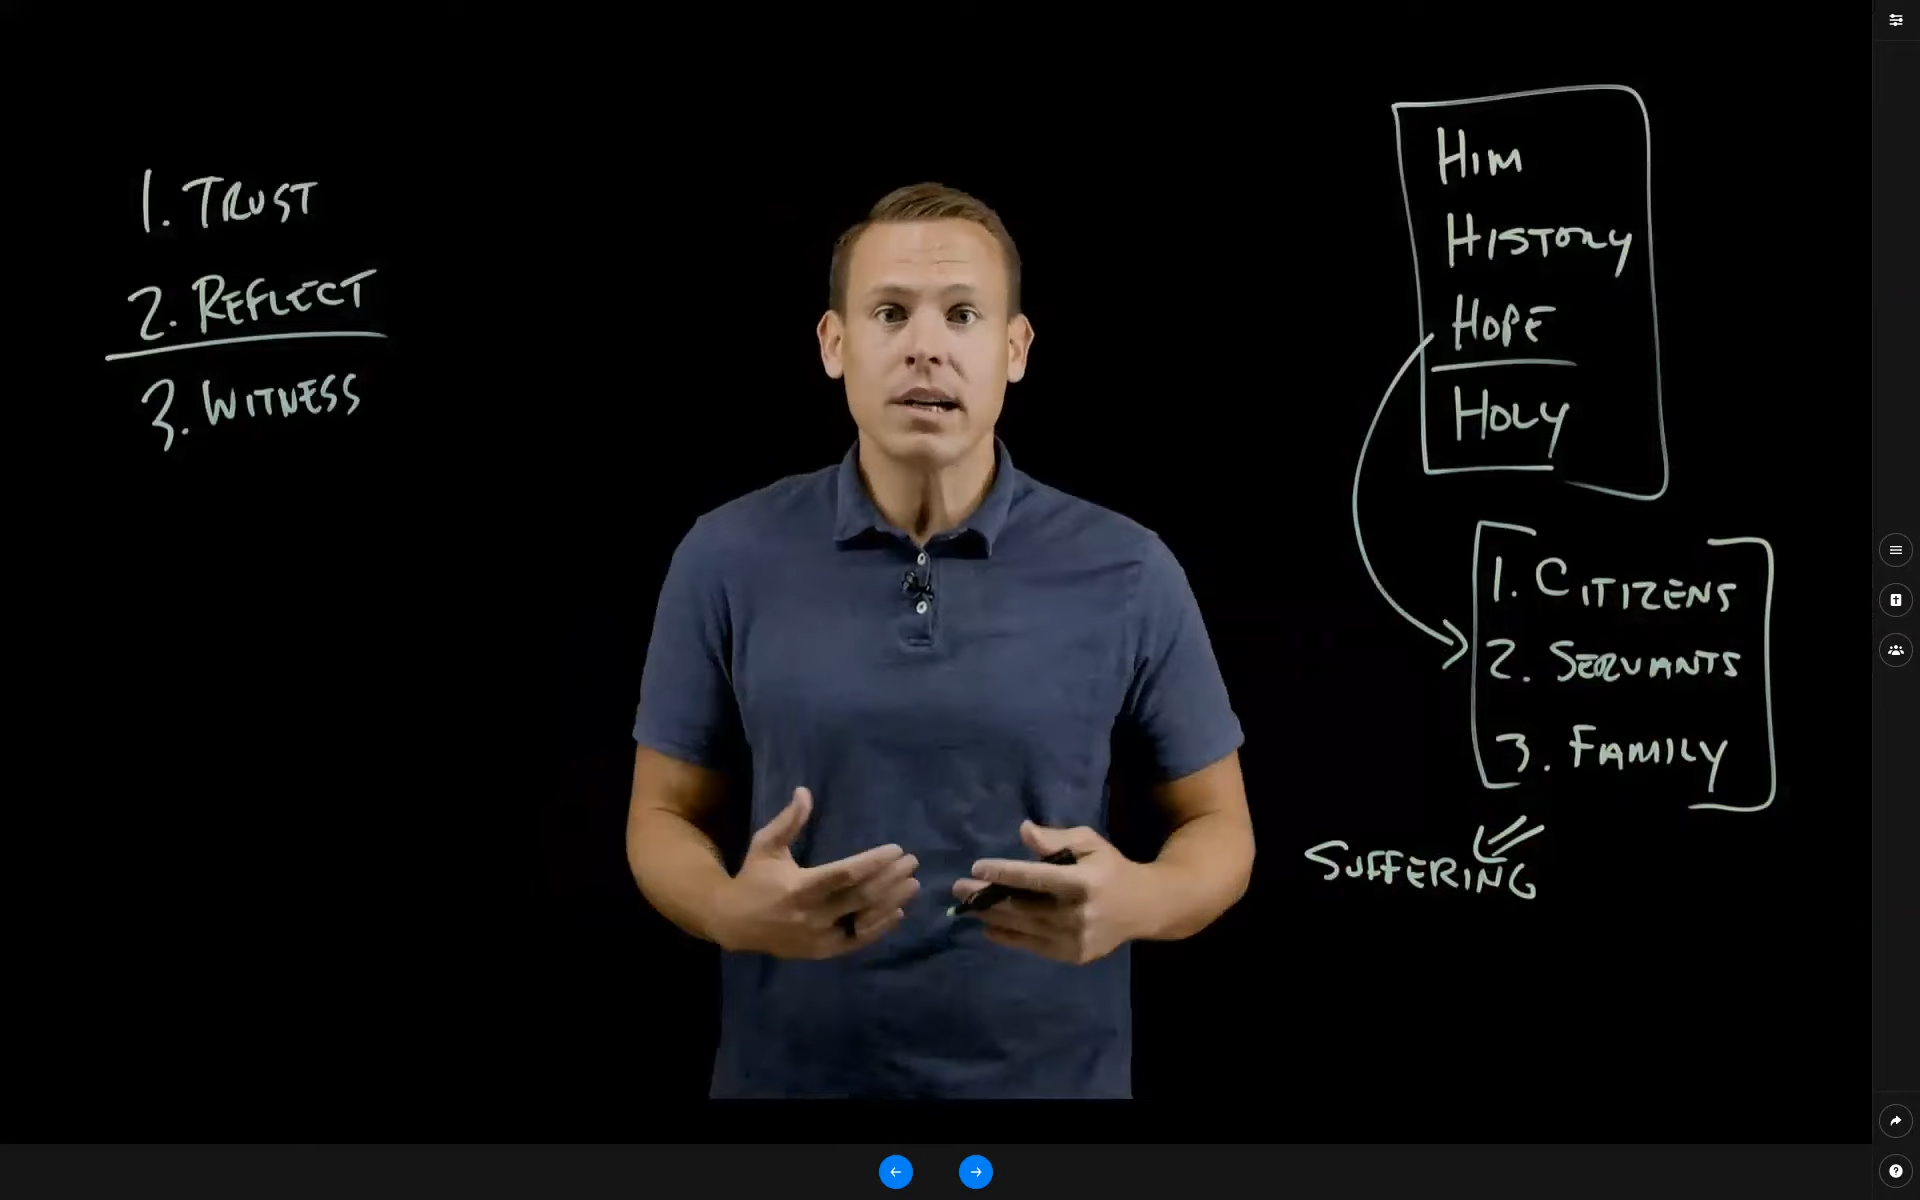 1. TRUST
2. REFLECT
3. WITNESS
HIM
HISTORY
HOPE
HOLY
1. CITIZENS
2. SERVANTS
3. FAMILY
SUFFERING